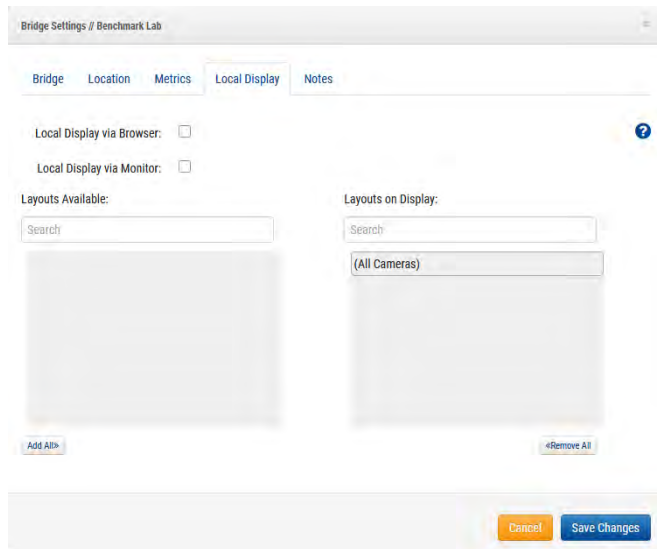 Bridge Settings // Benchmark Lab
Bridge Location Metrics Local Display Notes
Local Display via Browser:
?
Local Display via Monitor:
Layouts Available:
Layouts on Display:
Search
Search
(All Cameras)
Add All»
«Remove All
Cancel Save Changes